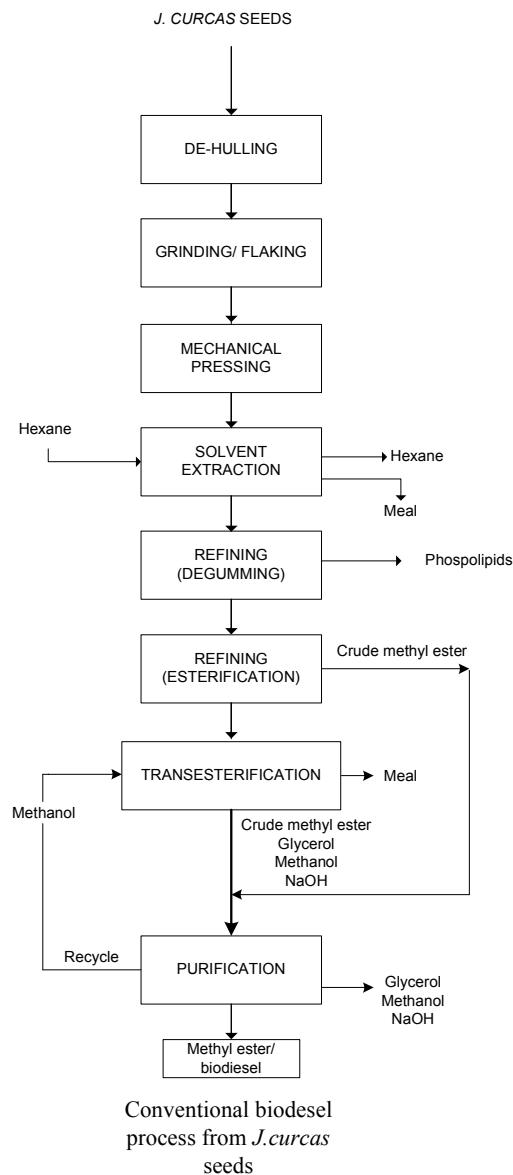 J. CURCAS SEEDS
DE-HULLING
GRINDING/ FLAKING
MECHANICAL
PRESSING
Hexane
SOLVENT
EXTRACTION
Hexane
Meal
REFINING
(DEGUMMING)
Phospolipids
REFINING
(ESTERIFICATION)
Crude methyl ester
TRANSESTERIFICATION
Meal
Methanol
Crude methyl ester
Glycerol
Methanol
NaOH
Recycle
PURIFICATION
Glycerol
Methanol
NaOH
Methyl ester/
biodiesel
Conventional biodesel
process from J.curcas
seeds